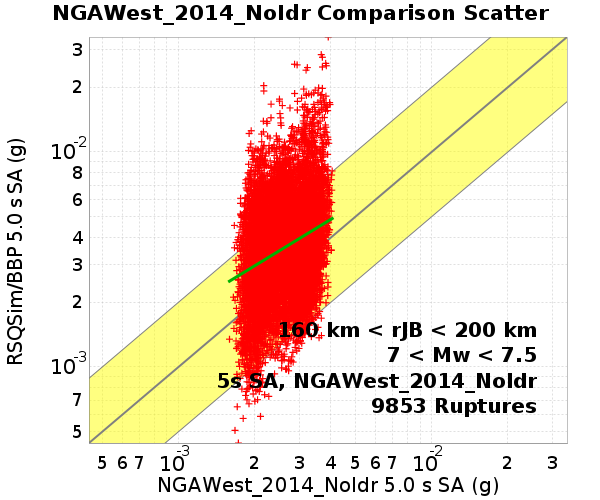 NGAWest_2014_NoIdr Comparison Scatter
RSQSim/BBP 5.0 s SA (g)
3
2
10-2
8
6
4
3
2
10-3
7
5
160 km < rJB < 200 km
7 < Mw < 7.5
5s SA, NGAWest_2014_NoIdr
9853 Ruptures
5 6 7 10-3 2 3 4 5 6 7 10-2 2 3
NGAWest_2014_NoIdr 5.0 s SA (g)